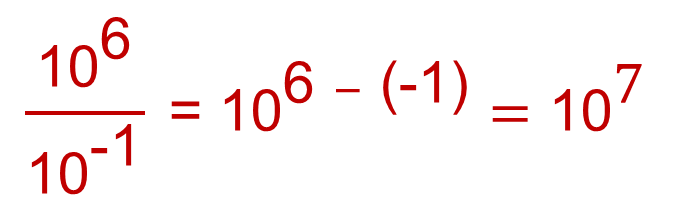 10^6 / 10^-1 = 10^6 – (-1) = 10^7